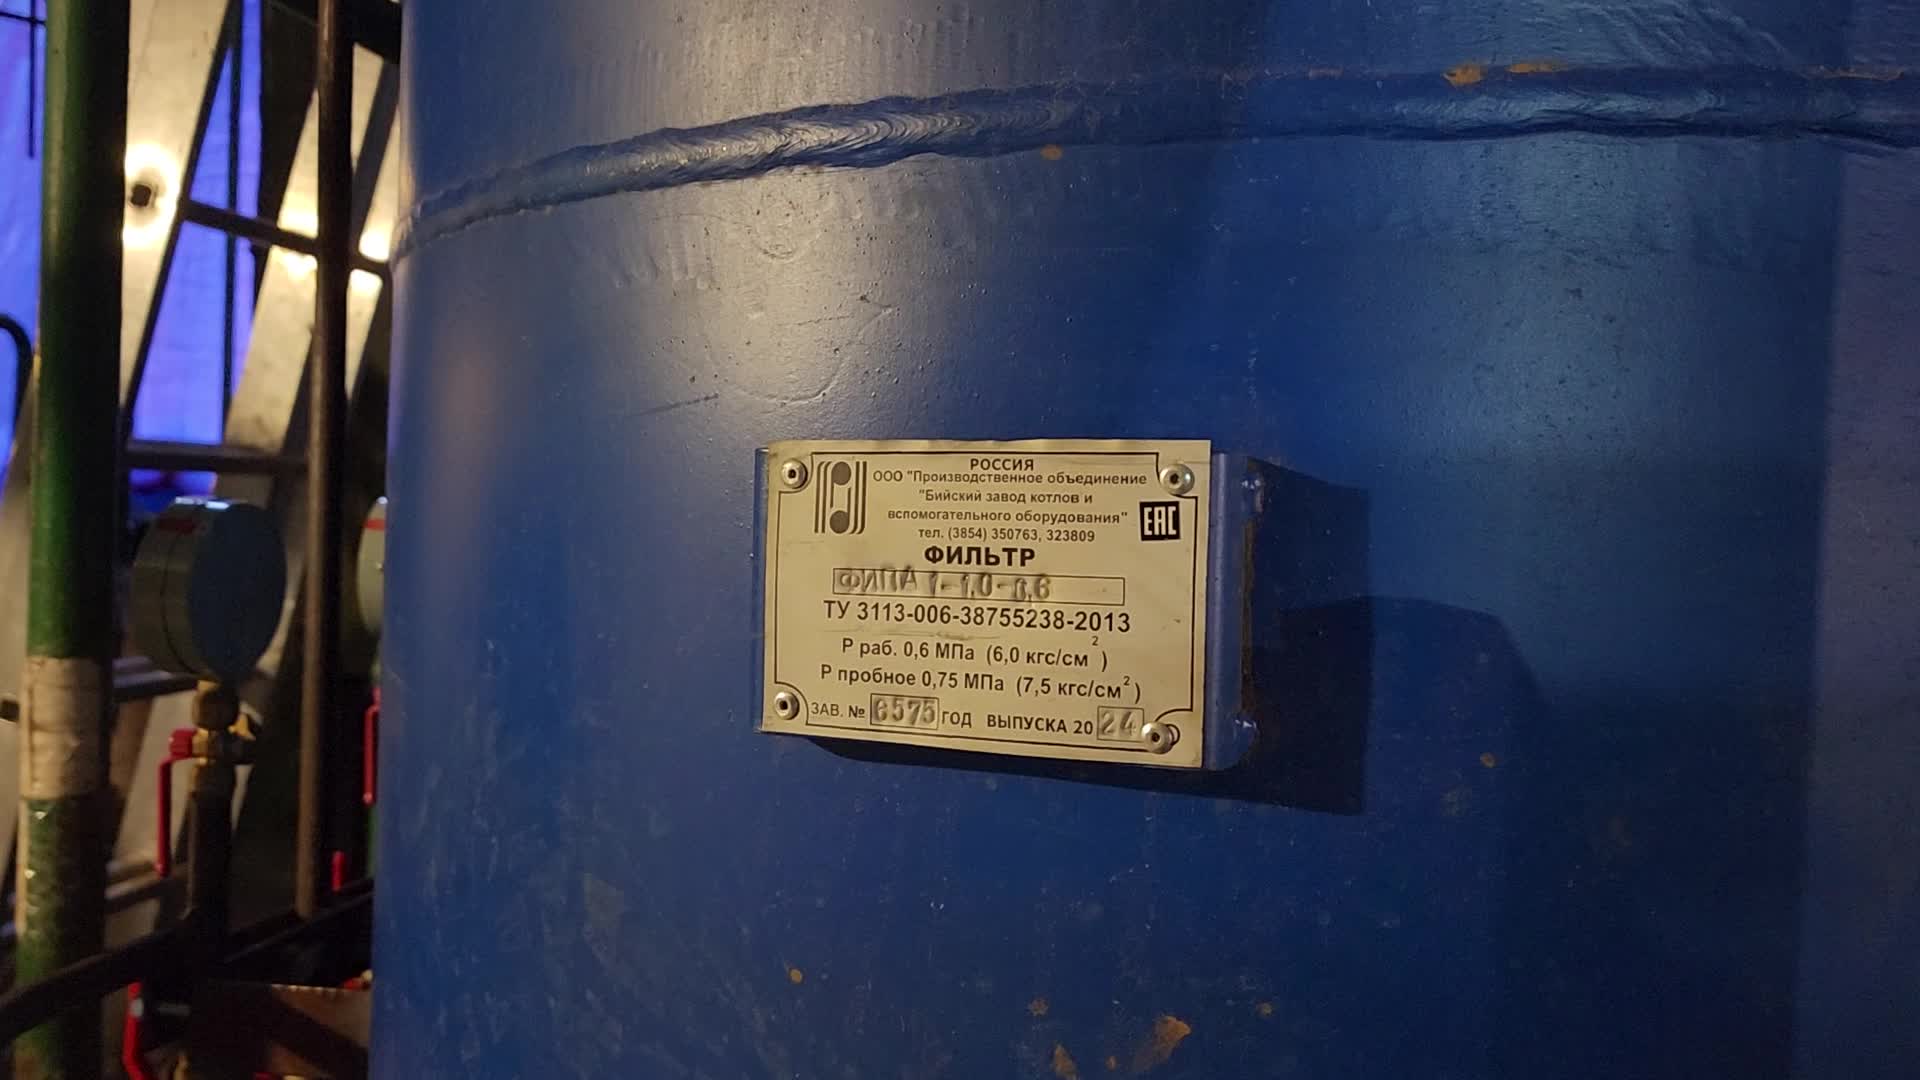 РОССИЯ
ООО "Производственное объединение
"Бийский завод котлов и
вспомогательного оборудования"
тел. (3854) 350763, 323809
EAC
ФИЛЬТР
ФИПА 1-1,0-0,6
ТУ 3113-006-38755238-2013
Р раб. 0,6 МПа (6,0 кгс/см²)
Р пробное 0,75 МПа (7,5 кгс/см²)
ЗАВ. № 6575 ГОД ВЫПУСКА 2024